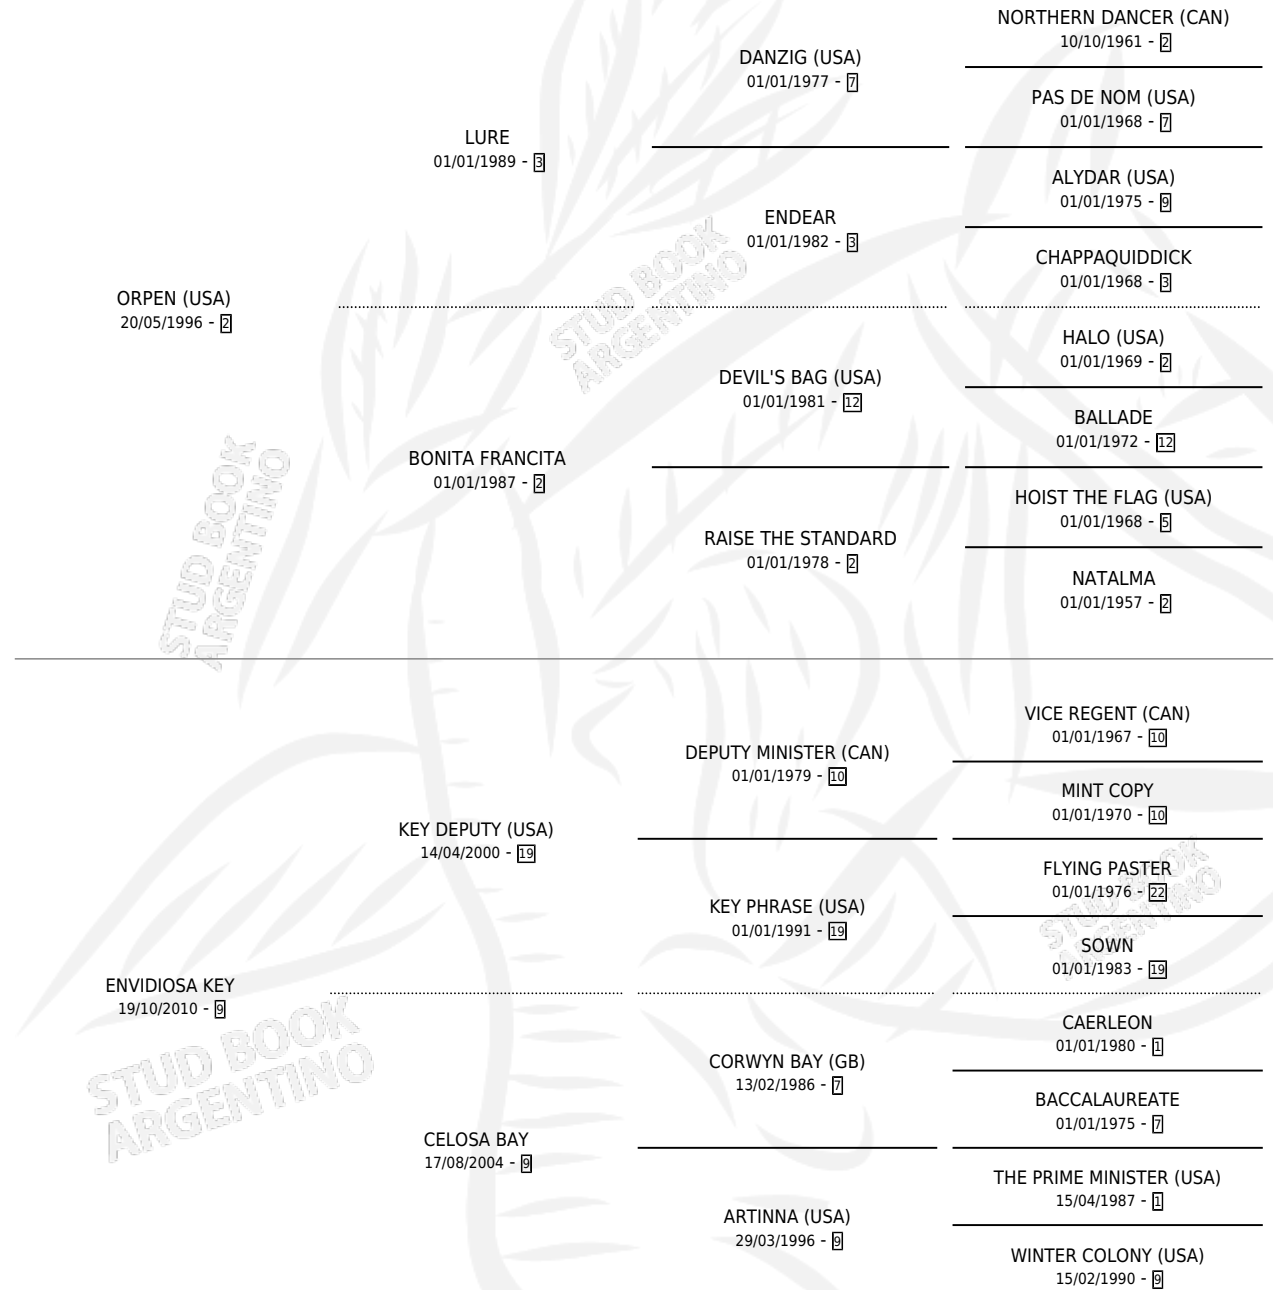 NORTHERN DANCER (CAN)
10/10/1961 - 2
DANZIG (USA)
01/01/1977 - 7
PAS DE NOM (USA)
01/01/1968 - 7
LURE
01/01/1989 - 3
ALYDAR (USA)
01/01/1975 - 9
ENDEAR
01/01/1982 - 3
CHAPPAQUIDDICK
01/01/1968 - 3
ORPEN (USA)
20/05/1996 - 2
HALO (USA)
01/01/1969 - 2
DEVIL'S BAG (USA)
01/01/1981 - 12
BALLADE
01/01/1972 - 12
BONITA FRANCITA
01/01/1987 - 2
HOIST THE FLAG (USA)
01/01/1968 - 5
RAISE THE STANDARD
01/01/1978 - 2
NATALMA
01/01/1957 - 2
VICE REGENT (CAN)
01/01/1967 - 10
DEPUTY MINISTER (CAN)
01/01/1979 - 10
MINT COPY
01/01/1970 - 10
KEY DEPUTY (USA)
14/04/2000 - 19
FLYING PASTER
01/01/1976 - 22
KEY PHRASE (USA)
01/01/1991 - 19
SOWN
01/01/1983 - 19
ENVIDIOSA KEY
19/10/2010 - 9
CAERLEON
01/01/1980 - 1
CORWYN BAY (GB)
13/02/1986 - 7
BACCALAUREATE
01/01/1975 - 7
CELOSA BAY
17/08/2004 - 9
THE PRIME MINISTER (USA)
15/04/1987 - 1
ARTINNA (USA)
29/03/1996 - 9
WINTER COLONY (USA)
15/02/1990 - 9
STUD BOOK
ARGENTINO
STUD BOOK
ARGENTINO
STUD BOOK
ARGENTINO
STUD BOOK
ARGENTINO